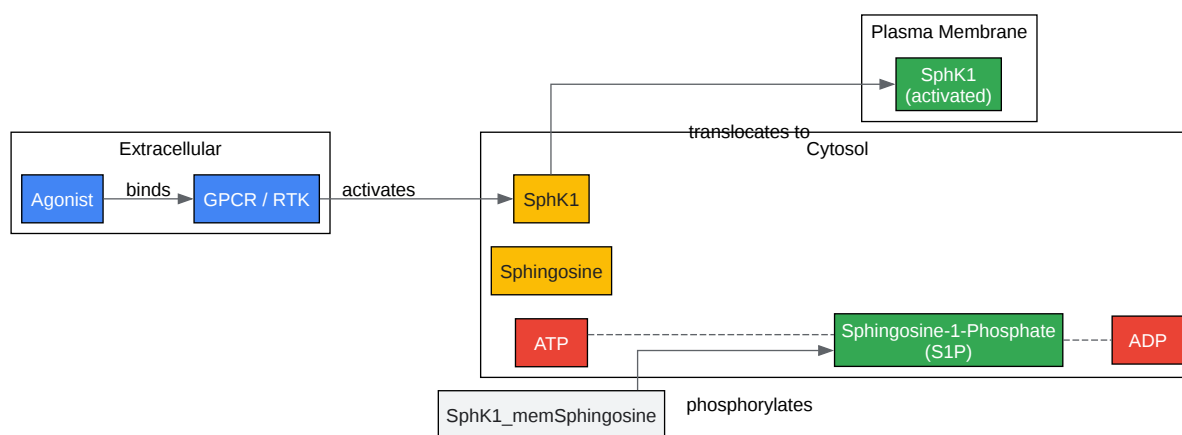 Plasma Membrane
SphK1
(activated)
translocates to
Extracellular
Cytosol
Agonist
binds
GPCR / RTK
activates
SphK1
Sphingosine
ATP
Sphingosine-1-Phosphate
(S1P)
ADP
SphK1_memSphingosine
phosphorylates